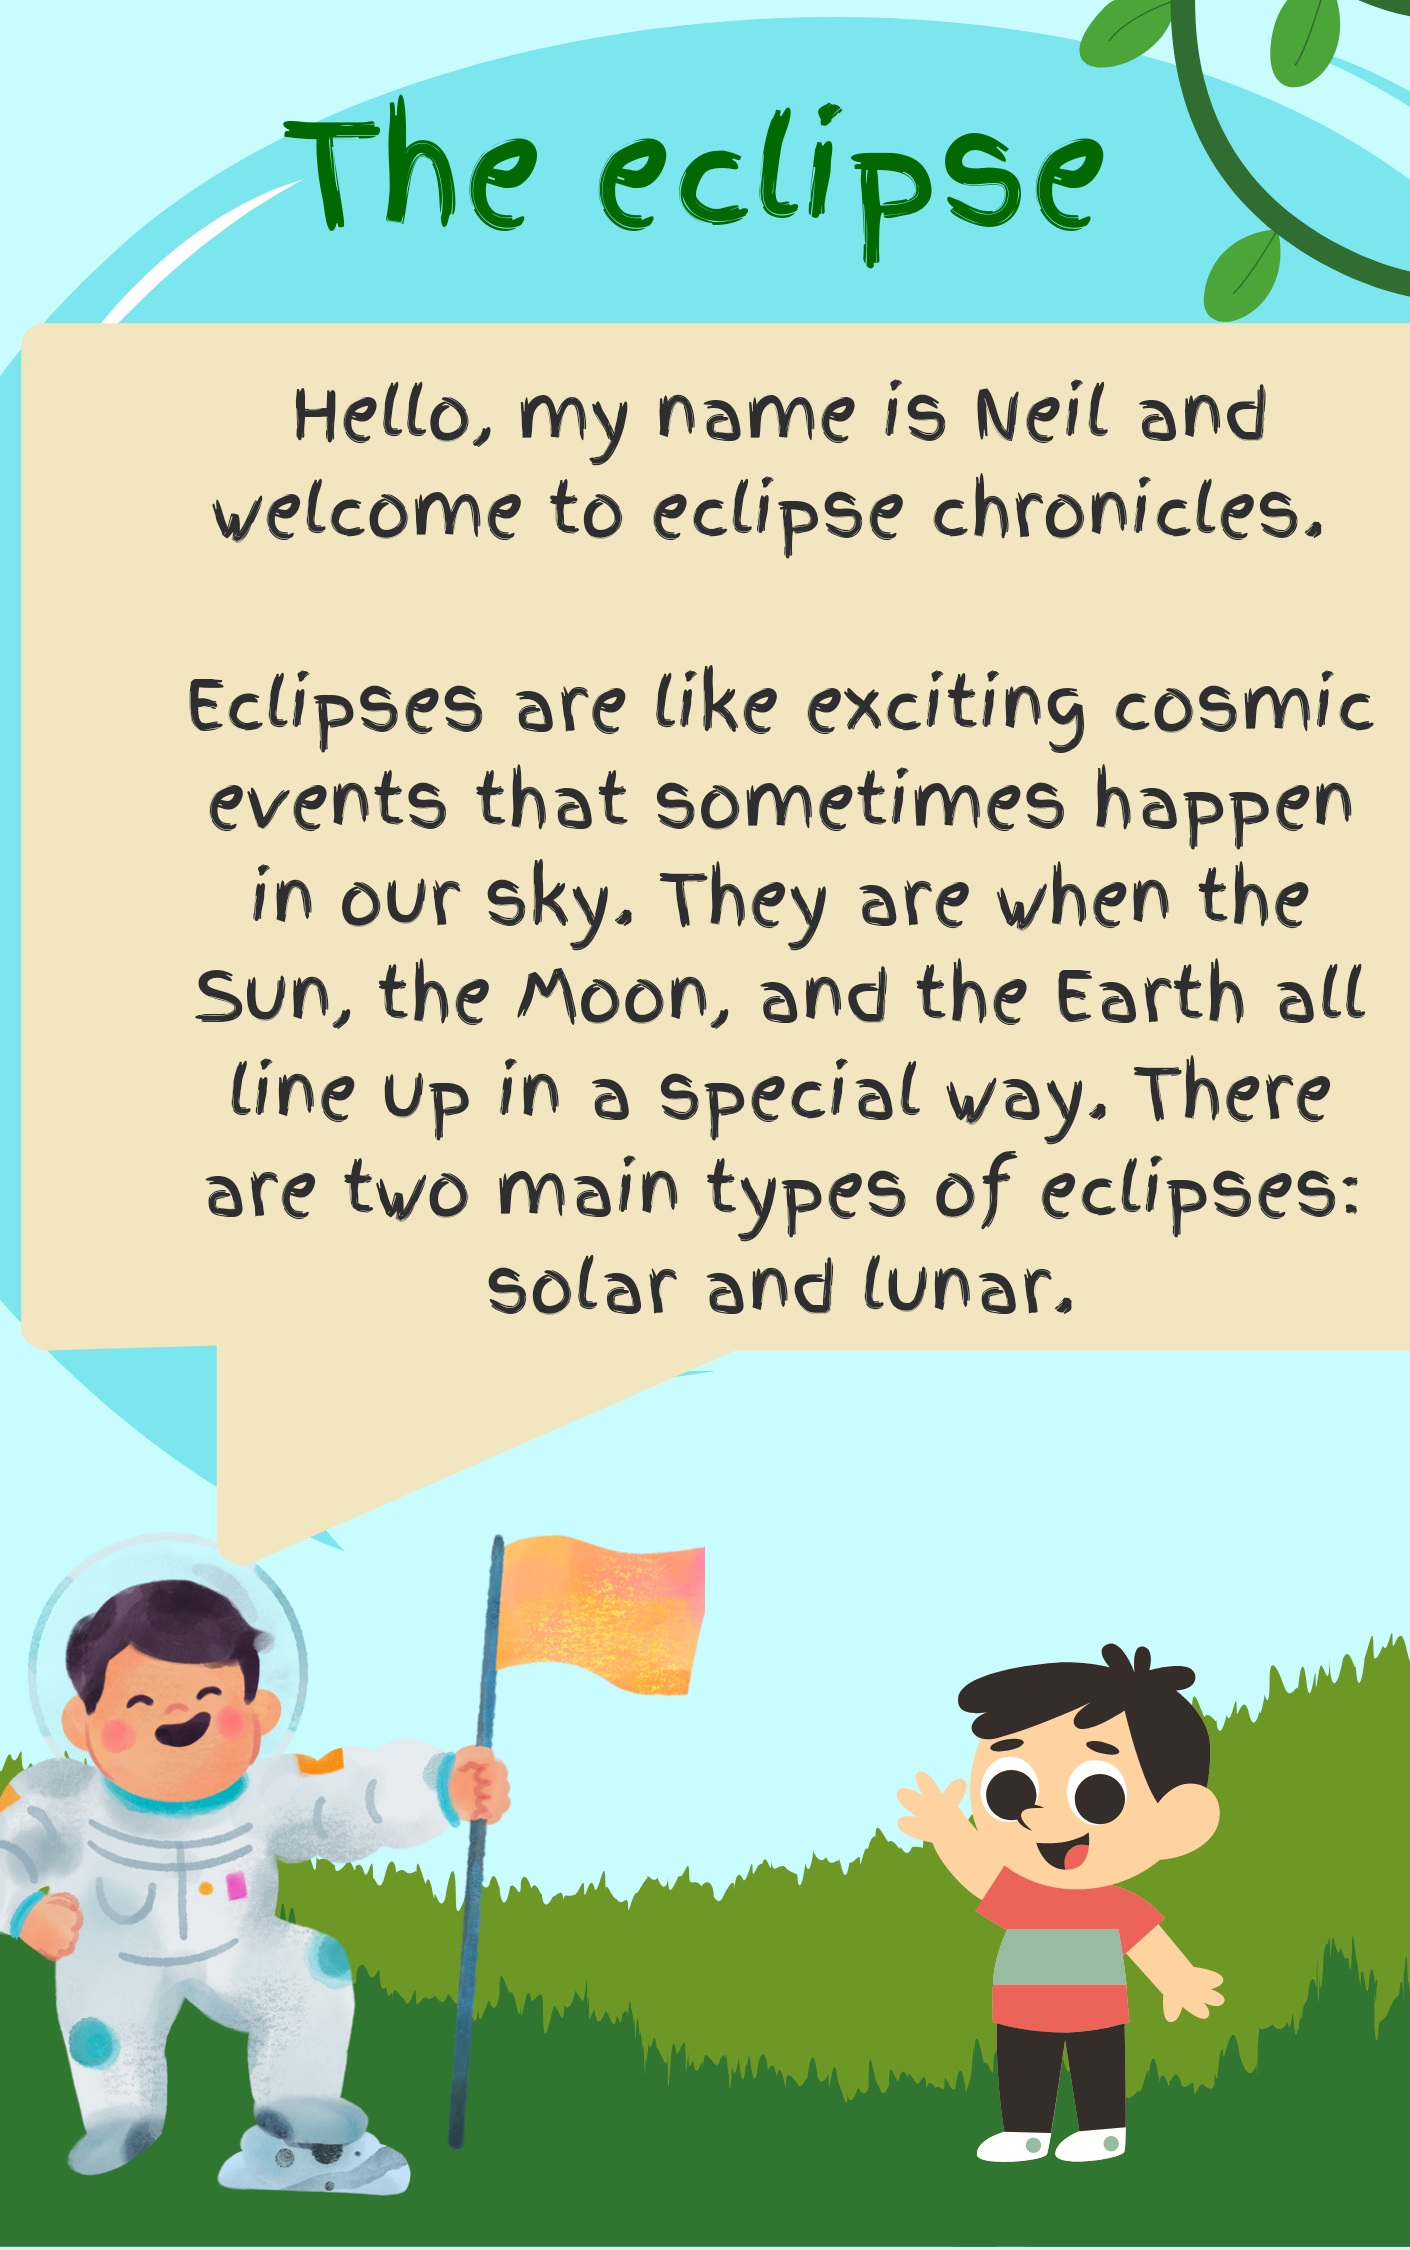 The eclipse
Hello, my name is Neil and
welcome to eclipse chronicles.
Eclipses are like exciting cosmic
events that sometimes happen
in our sky. They are when the
Sun, the Moon, and the Earth all
line up in a special way. There
are two main types of eclipses:
solar and lunar.